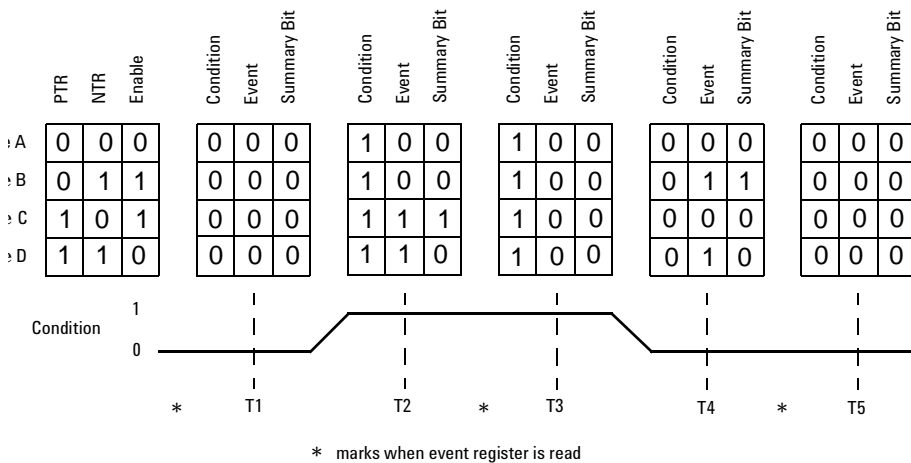 PTR NTR Enable Condition Event Summary Bit Condition Event Summary Bit Condition Event Summary Bit Condition Event Summary Bit Condition Event Summary Bit
A 0 0 0 0 0 0 1 0 0 1 0 0 0 0 0 0 0 0
B 0 1 1 0 0 0 1 0 0 1 0 0 0 1 1 0 0 0
C 1 0 1 0 0 0 1 1 1 1 0 0 0 0 0 0 0 0
D 1 1 0 0 0 0 1 1 0 1 0 0 0 1 0 0 0 0
1
Condition
0
* T1 T2 * T3 T4 * T5
* marks when event register is read